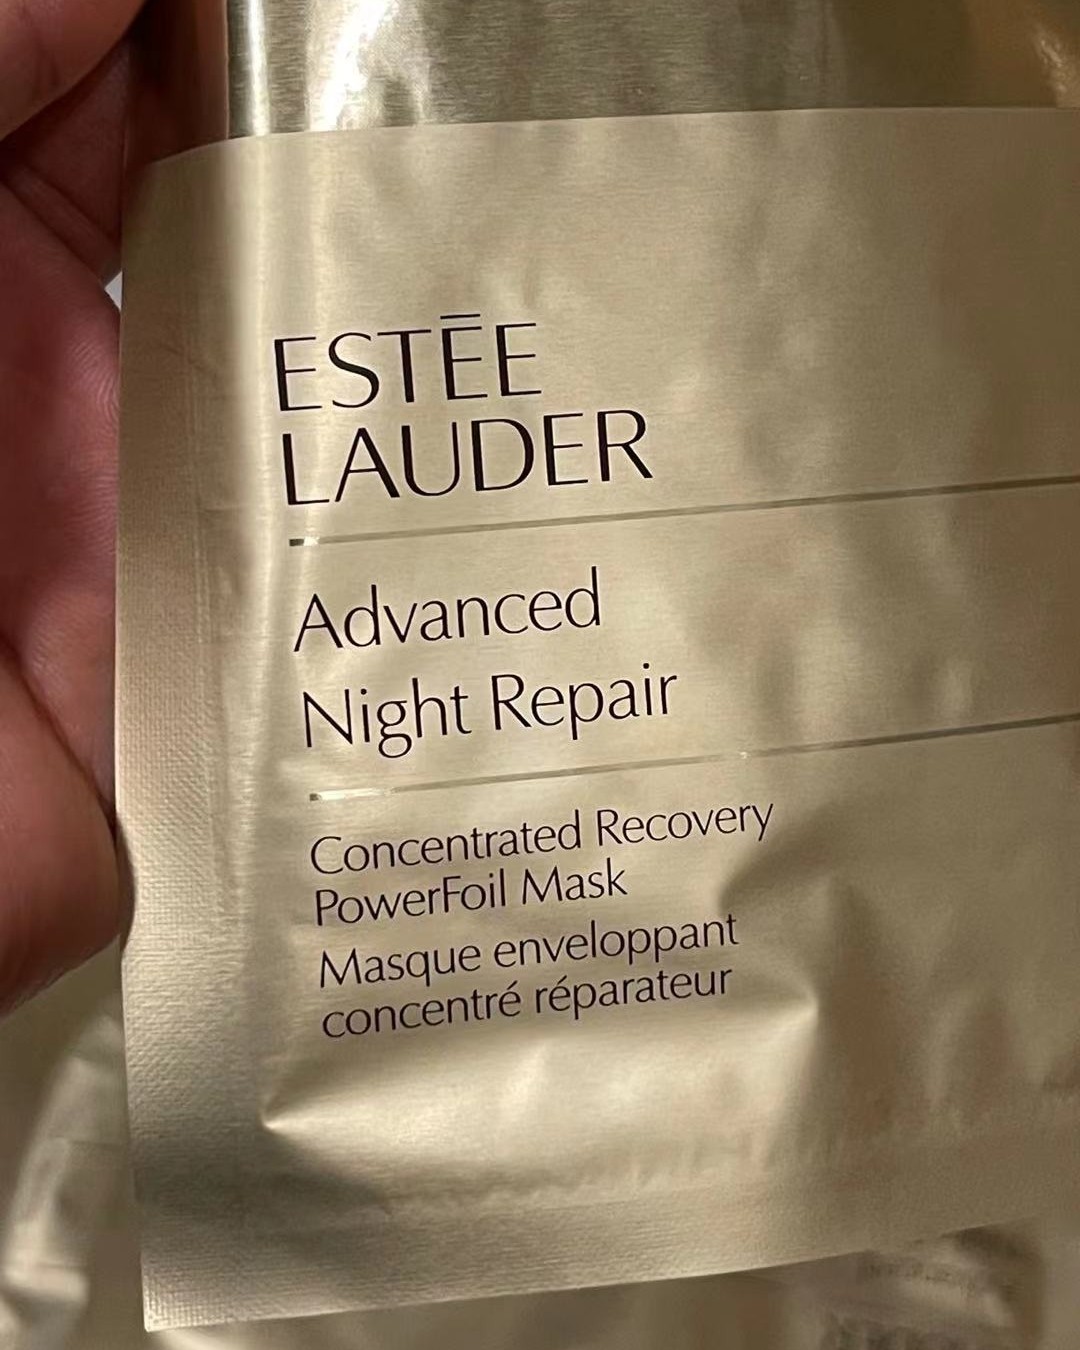 ESTĒE
LAUDER
Advanced
Night Repair
Concentrated Recovery
PowerFoil Mask
Masque enveloppant
concentré réparateur